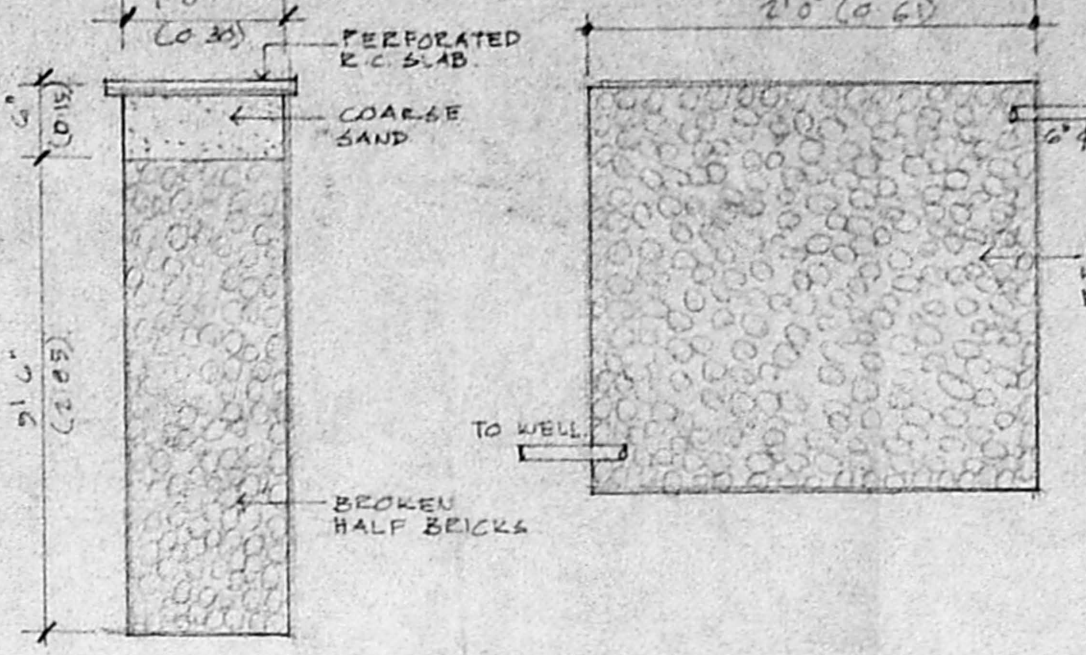 (0.30)
PERFORATED
R.C. SLAB.
COARSE
SAND
6"
(0.15)
(2.05)
BROKEN
HALF BRICKS
2'0" (0.61)
TO WELL